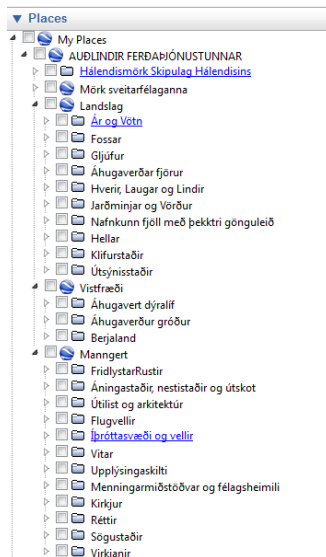 Places
My Places
AUÐLINDIR FERÐAÞJÓNUSTUNNAR
Hálendismörk Skipulag Hálendisins
Mörk sveitarfélaganna
Landslag
Ár og Vötn
Fossar
Gljúfur
Áhugaverðar fjörur
Hverir, Laugar og Lindir
Jarðminjar og Vörður
Nafnkunn fjöll með þekktri gönguleið
Hellar
Klifurstaðir
Útsýnisstaðir
Vistfræði
Áhugavert dýralíf
Áhugaverður gróður
Berjaland
Manngert
FridlystarRustir
Áningastaðir, nestistaðir og útskot
Útilist og arkitektúr
Flugvellir
Íþróttasvæði og vellir
Vitar
Upplýsingaskilti
Menningarmiðstöðvar og félagsheimili
Kirkjur
Réttir
Sögustaðir
Virkjanir